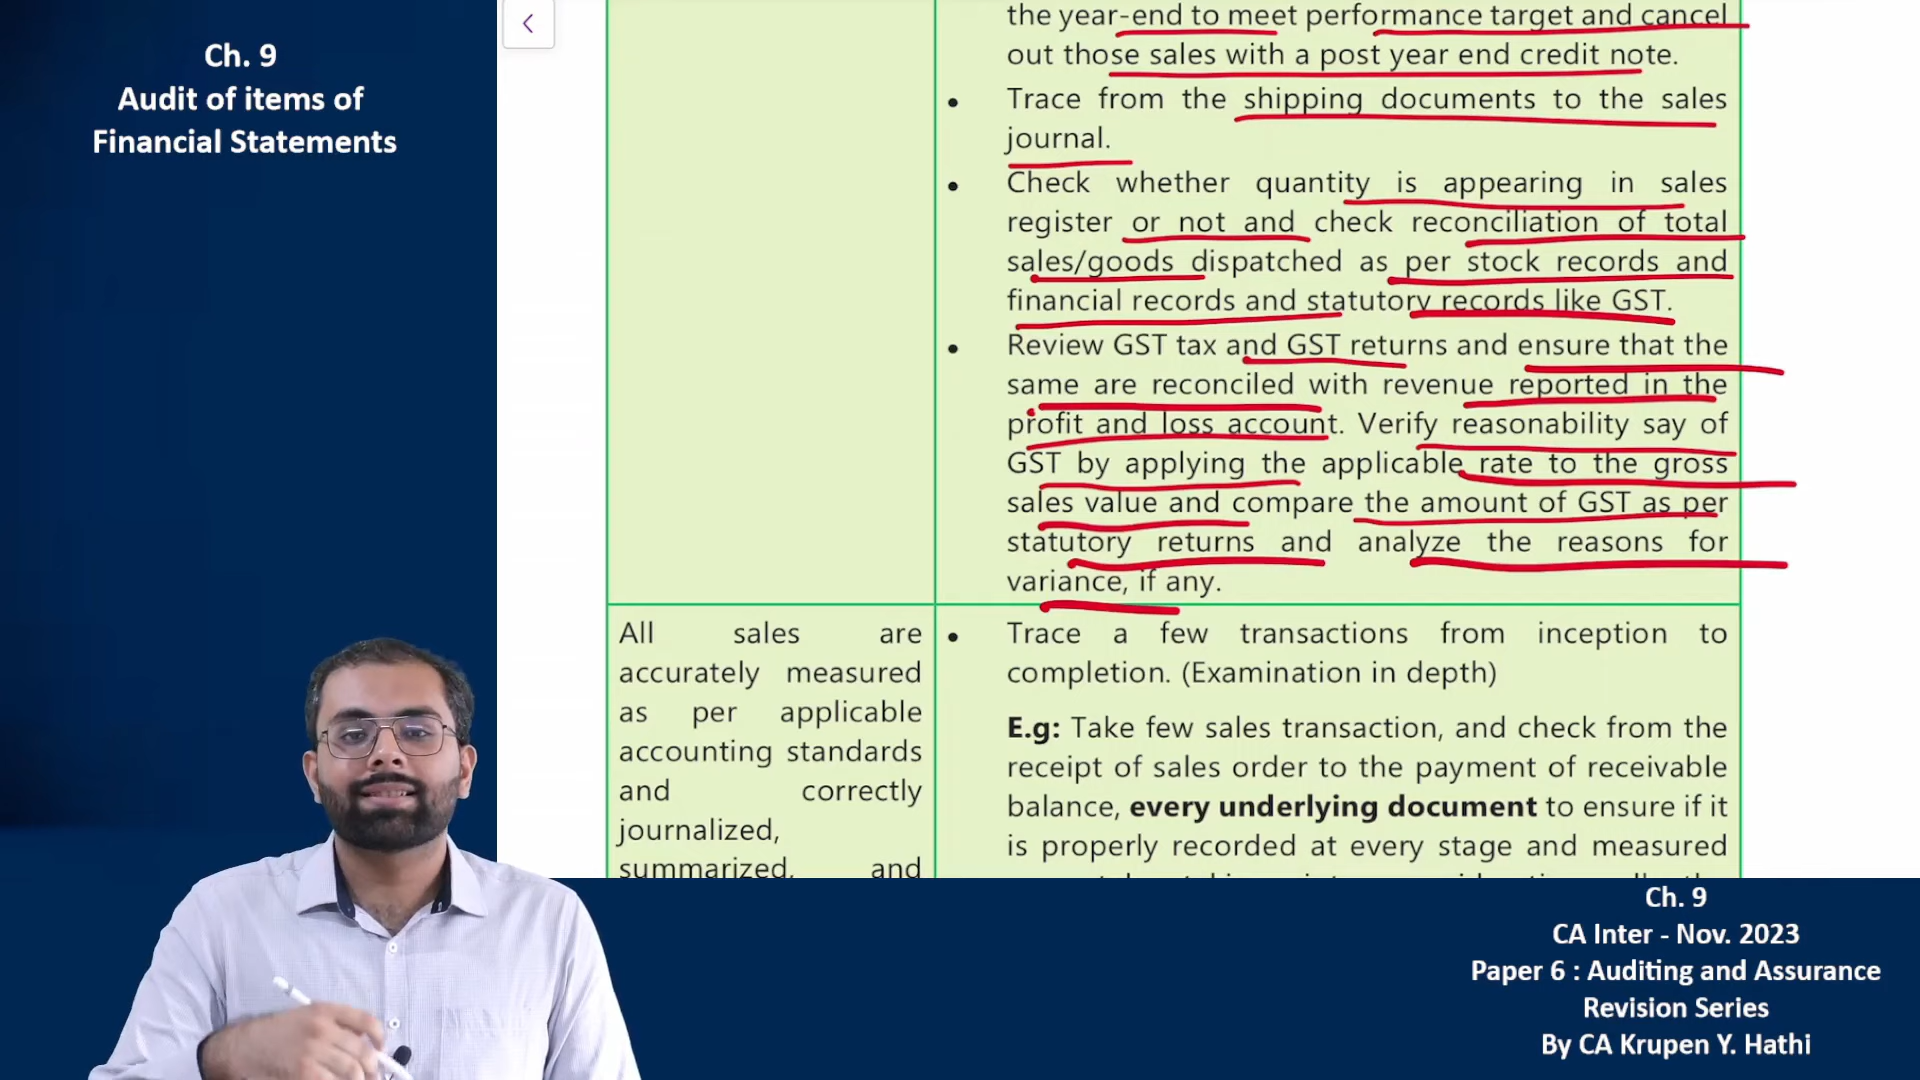 Ch. 9
Audit of items of
Financial Statements
the year-end to meet performance target and cancel
out those sales with a post year end credit note.
• Trace from the shipping documents to the sales
journal.
• Check whether quantity is appearing in sales
register or not and check reconciliation of total
sales/goods dispatched as per stock records and
financial records and statutory records like GST.
• Review GST tax and GST returns and ensure that the
same are reconciled with revenue reported in the
profit and loss account. Verify reasonability say of
GST by applying the applicable rate to the gross
sales value and compare the amount of GST as per
statutory returns and analyze the reasons for
variance, if any.
All sales are
accurately measured
as per applicable
accounting standards
and correctly
journalized,
summarized, and
• Trace a few transactions from inception to
completion. (Examination in depth)
E.g: Take few sales transaction, and check from the
receipt of sales order to the payment of receivable
balance, every underlying document to ensure if it
is properly recorded at every stage and measured
Ch. 9
CA Inter - Nov. 2023
Paper 6 : Auditing and Assurance
Revision Series
By CA Krupen Y. Hathi